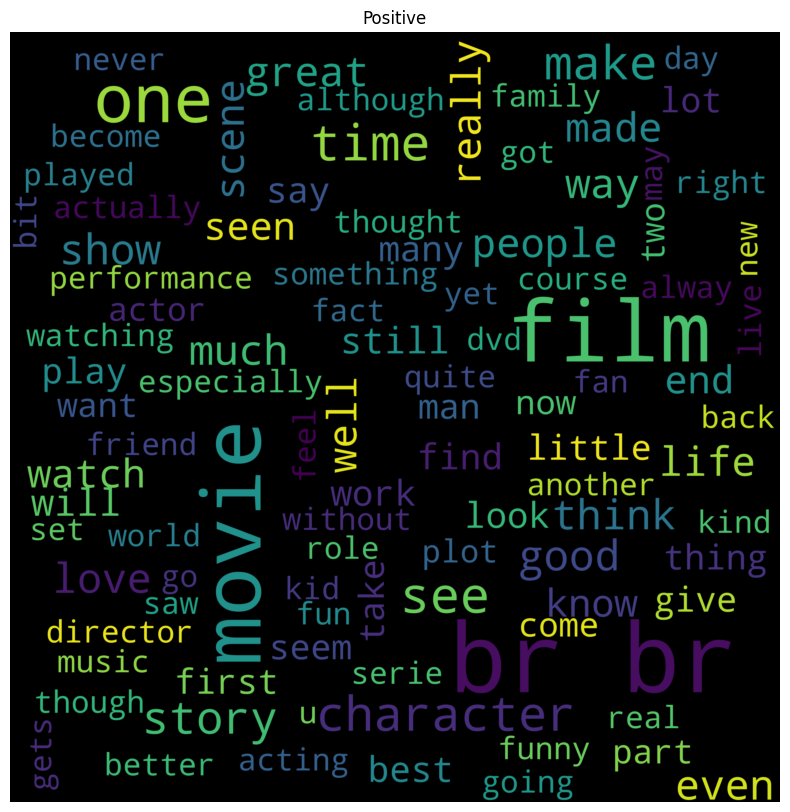 Positive
never
great
make
day
one
although
really
family
lot
become
scene
time
made
played
got
way
may
right
bit
actually
say
seen
thought
two
new
show
many
people
performance
something
course
alway
actor
fact
yet
film
live
watching
much
still
dvd
play
especially
quite
fan
end
want
man
now
back
friend
feel
well
little
watch
movie
find
life
will
work
another
set
world
without
look
think
kind
role
plot
good
thing
love
go
kid
take
see
saw
fun
know
give
director
seem
come
music
br br
first
serie
though
story
u
character
real
gets
better
acting
best
funny
part
going
even